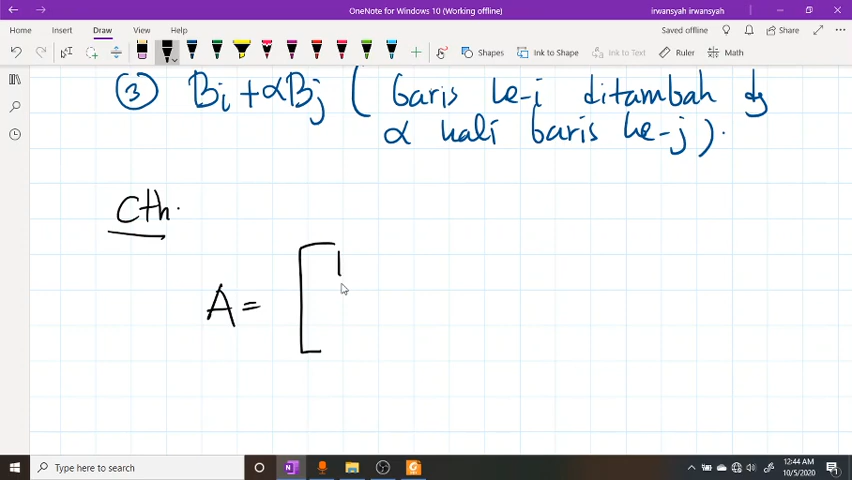 OneNote for Windows 10 (Working offline)
irwansyah irwansyah
Home Insert Draw View Help
Saved offline
Share
Shapes
Ink to Shape
Ink to Text
Ruler
Math
③ Bi + αBj ( baris ke-i ditambah dg
α kali baris ke-j ).
Cth.
A = [ 1
Type here to search
12:44 AM
10/5/2020